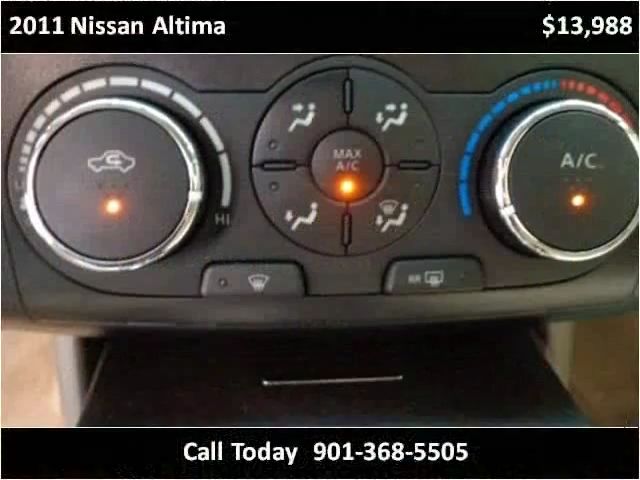 2011 Nissan Altima
$13,988
MAX
A/C
A/C
HI
RR
Call Today 901-368-5505